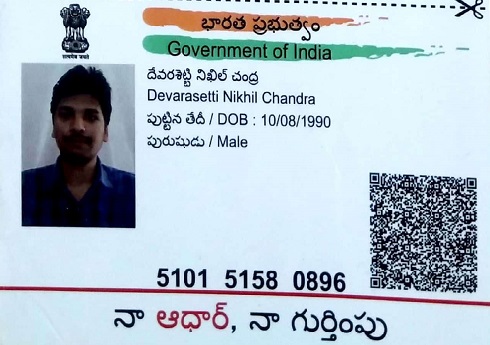 सत्यमेव जयते
భారత ప్రభుత్వం
Government of India
దేవరశెట్టి నిఖిల్ చంద్ర
Devarasetti Nikhil Chandra
పుట్టిన తేదీ / DOB : 10/08/1990
పురుషుడు / Male
5101 5158 0896
నా ఆధార్, నా గుర్తింపు